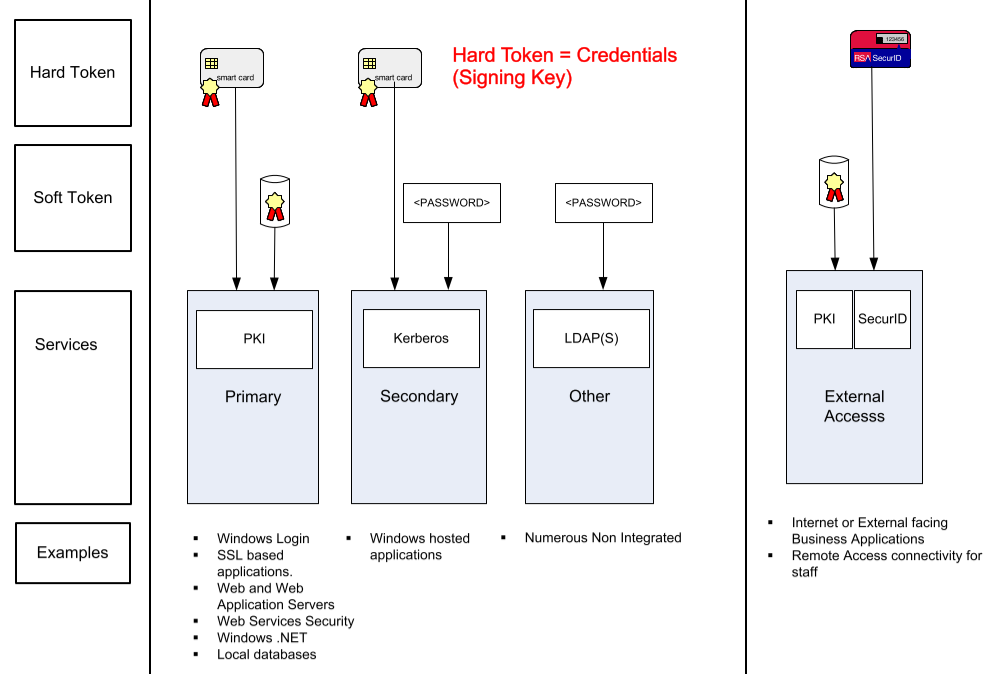 Hard Token
smart card
smart card
Hard Token = Credentials
(Signing Key)
123456
RSA SecurID
Soft Token
<PASSWORD>
<PASSWORD>
Services
PKI
Primary
Kerberos
Secondary
LDAP(S)
Other
PKI
SecurID
External
Accesss
Examples
▪ Windows Login
▪ SSL based
applications.
▪ Web and Web
Application Servers
▪ Web Services Security
▪ Windows .NET
▪ Local databases
▪ Windows hosted
applications
▪ Numerous Non Integrated
▪ Internet or External facing
Business Applications
▪ Remote Access connectivity for
staff